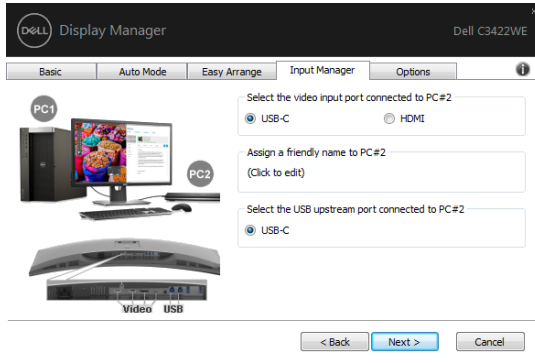 DELL Display Manager
Dell C3422WE
Basic Auto Mode Easy Arrange Input Manager Options
PC1
PC2
Video USB
Select the video input port connected to PC#2
USB-C HDMI
Assign a friendly name to PC#2
(Click to edit)
Select the USB upstream port connected to PC#2
USB-C
< Back Next > Cancel